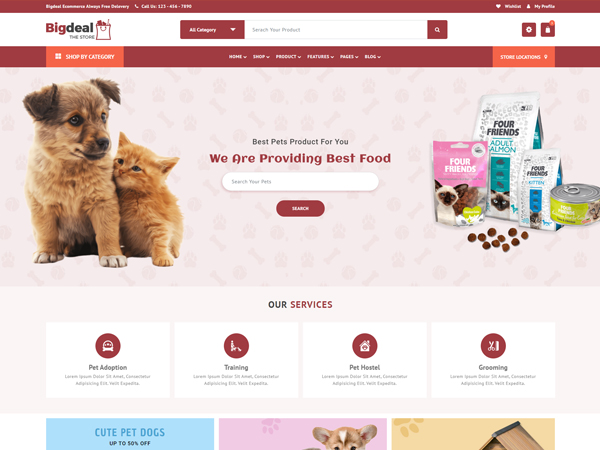 Bigdeal Ecommerce Always Free Delevery
Call Us: 123 - 456 - 7890
Wishlist
My Profile
Bigdeal
THE STORE
All Category
Serach Your Product
0
SHOP BY CATEGORY
HOME
SHOP
PRODUCT
FEATURES
PAGES
BLOG
STORE LOCATIONS
Best Pets Product For You
We Are Providing Best Food
Search Your Pets
SEARCH
FOUR
FRIENDS
FOUR
FRIENDS
ADULT
SALMON
FOUR
FRIENDS
KITTEN
OUR SERVICES
Pet Adoption
Lorem Ipsum Dolor Sit Amet, Consectetur
Adipisicing Elit. Velit Expedita.
Training
Lorem Ipsum Dolor Sit Amet, Consectetur
Adipisicing Elit. Velit Expedita.
Pet Hostel
Lorem Ipsum Dolor Sit Amet, Consectetur
Adipisicing Elit. Velit Expedita.
Grooming
Lorem Ipsum Dolor Sit Amet, Consectetur
Adipisicing Elit. Velit Expedita.
CUTE PET DOGS
UP TO 50% OFF